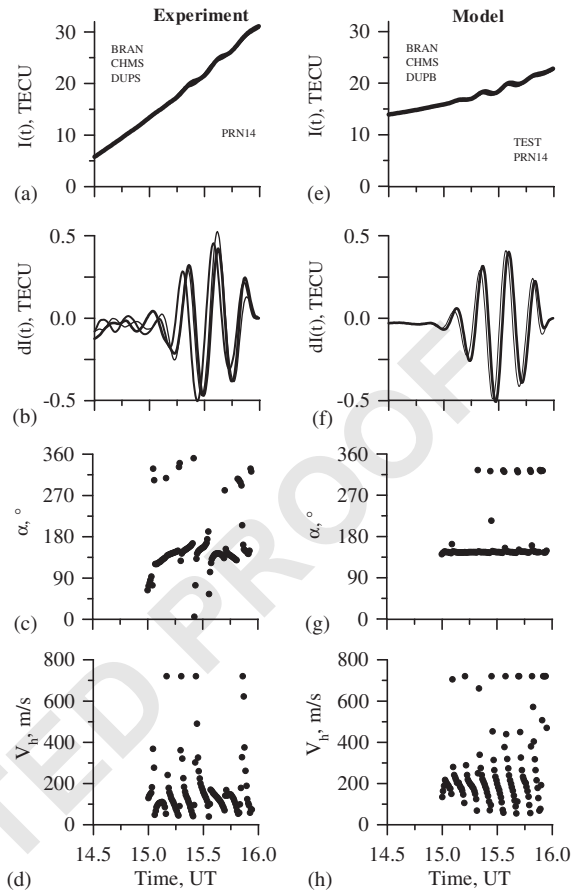 Experiment
Model
I(t), TECU
30
20
10
0
BRAN
CHMS
DUPS
PRN14
(a)
I(t), TECU
30
20
10
0
BRAN
CHMS
DUPB
TEST
PRN14
(e)
dI(t), TECU
0.5
0.0
-0.5
(b)
dI(t), TECU
0.5
0.0
-0.5
(f)
α, °
360
270
180
90
0
(c)
α, °
360
270
180
90
0
(g)
Vh, m/s
800
600
400
200
0
(d)
14.5 15.0 15.5 16.0
Time, UT
Vh, m/s
800
600
400
200
0
(h)
14.5 15.0 15.5 16.0
Time, UT
TED PROOF